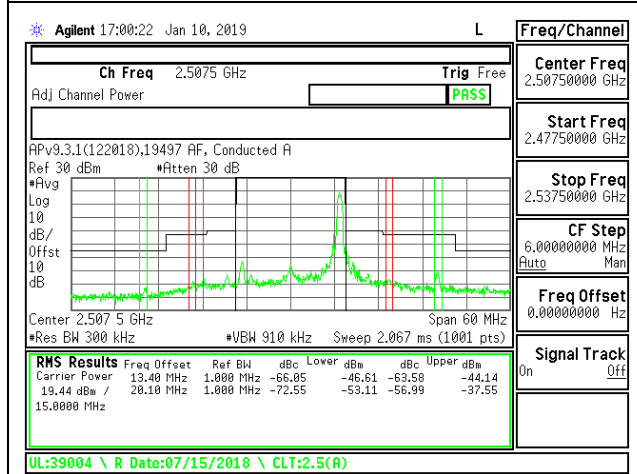 Agilent 17:00:22 Jan 10, 2019 L
Freq/Channel
Ch Freq 2.5075 GHz Trig Free
Adj Channel Power PASS
APv9.3.1(122018),19497 AF, Conducted A
Ref 30 dBm #Atten 30 dB
#Avg
Log
10
dB/
Offst
10
dB
Center 2.507 5 GHz Span 60 MHz
#Res BW 300 kHz #VBW 910 kHz Sweep 2.067 ms (1001 pts)
RMS Results Freq Offset Ref BW dBc Lower dBm dBc Upper dBm
Carrier Power 13.40 MHz 1.000 MHz -66.05 -46.61 -63.58 -44.14
19.44 dBm / 20.10 MHz 1.000 MHz -72.55 -53.11 -56.99 -37.55
15.0000 MHz
UL:39004 \ R Date:07/15/2018 \ CLT:2.5(A)
Center Freq
2.50750000 GHz
Start Freq
2.47750000 GHz
Stop Freq
2.53750000 GHz
CF Step
6.00000000 MHz
Auto Man
Freq Offset
0.00000000 Hz
Signal Track
On Off